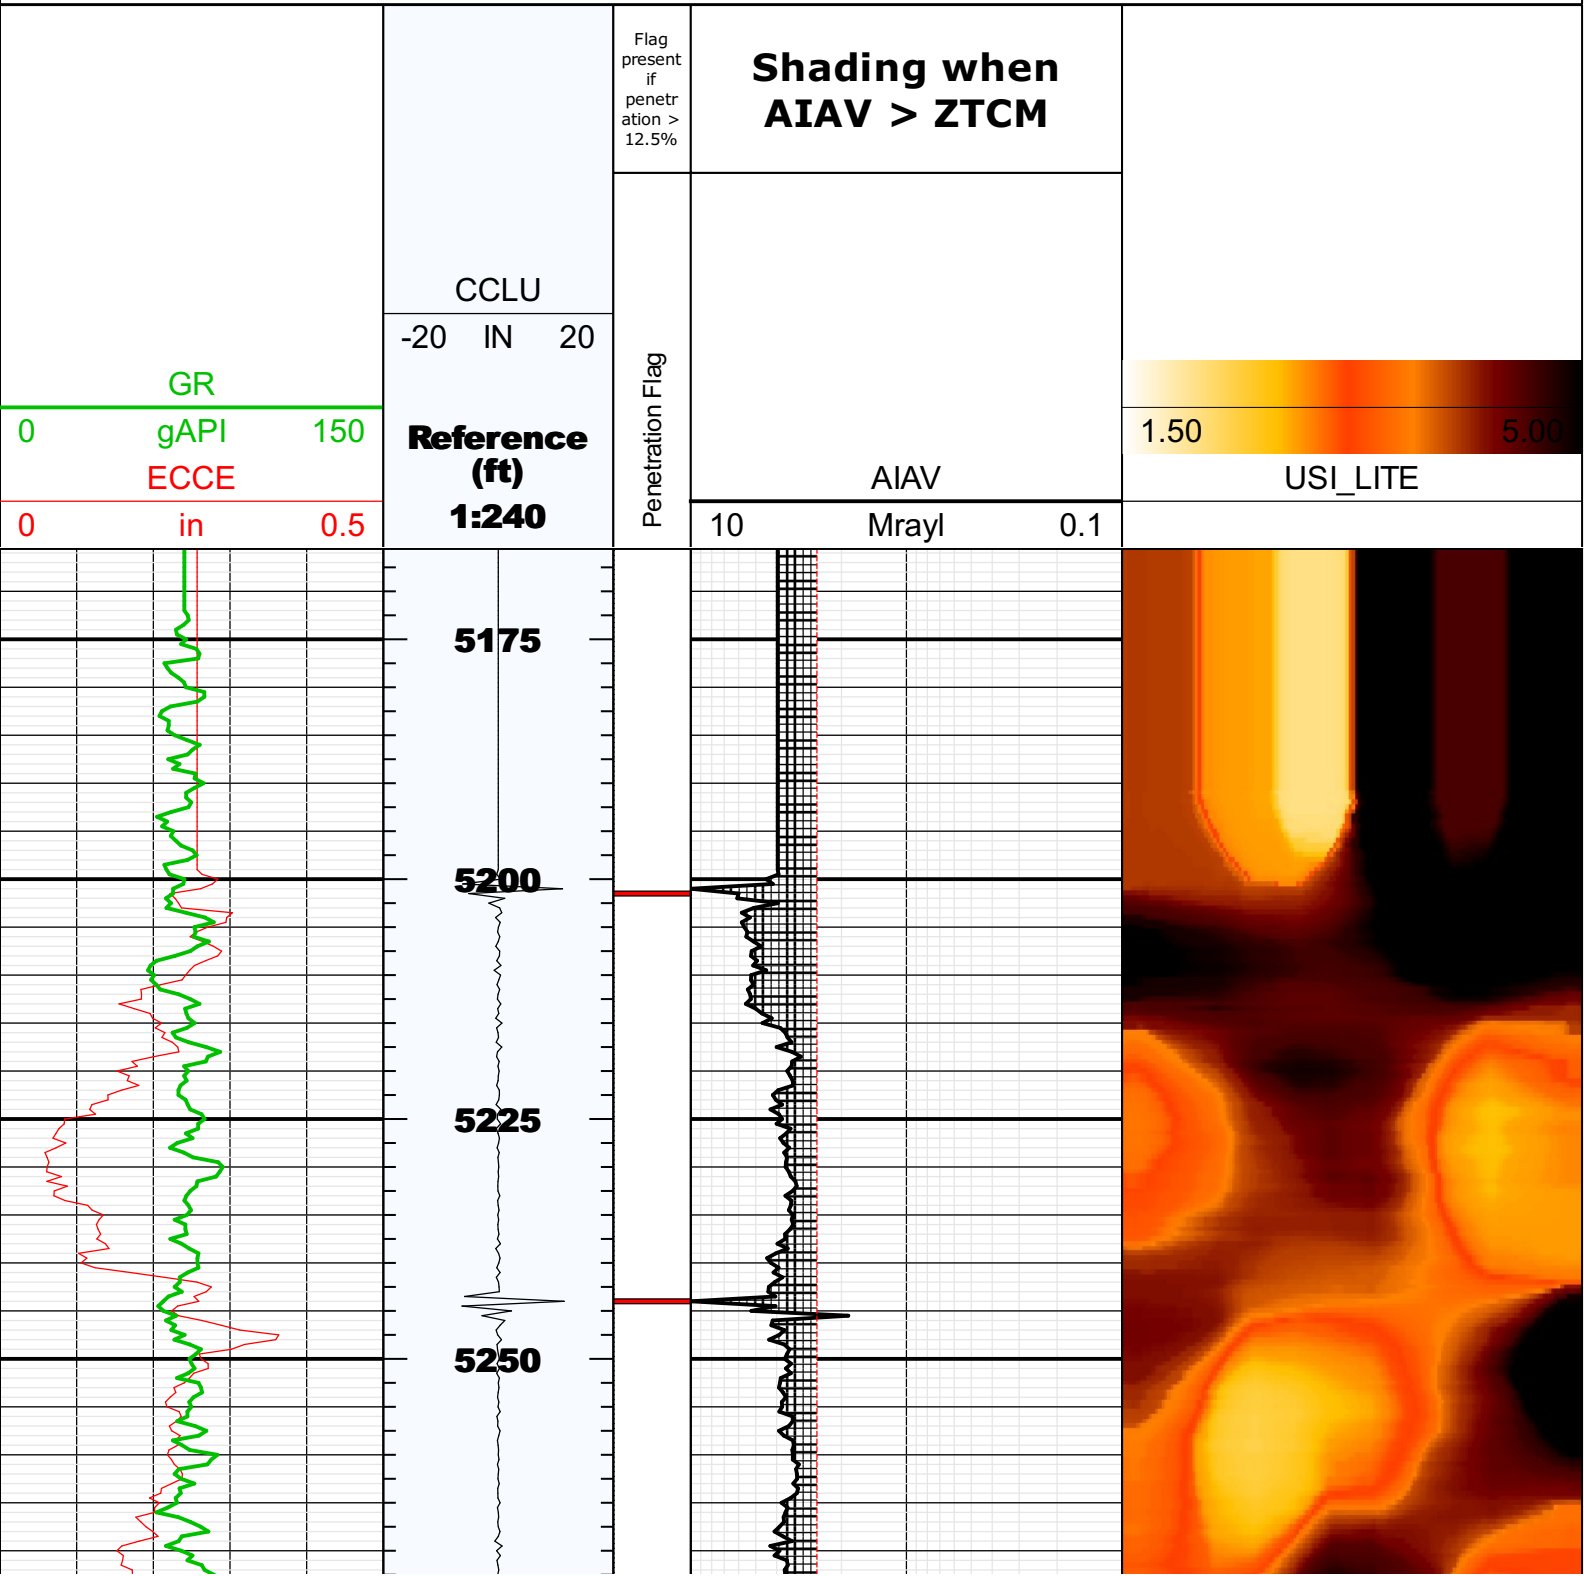 Flag
present
if
penetr
ation >
12.5%
Shading when
AIAV > ZTCM
CCLU
-20 IN 20
GR
0 gAPI 150
ECCE
0 in 0.5
Reference
(ft)
1:240
Penetration Flag
AIAV
10 Mrayl 0.1
1.50 5.00
USI_LITE
5175
5200
5225
5250